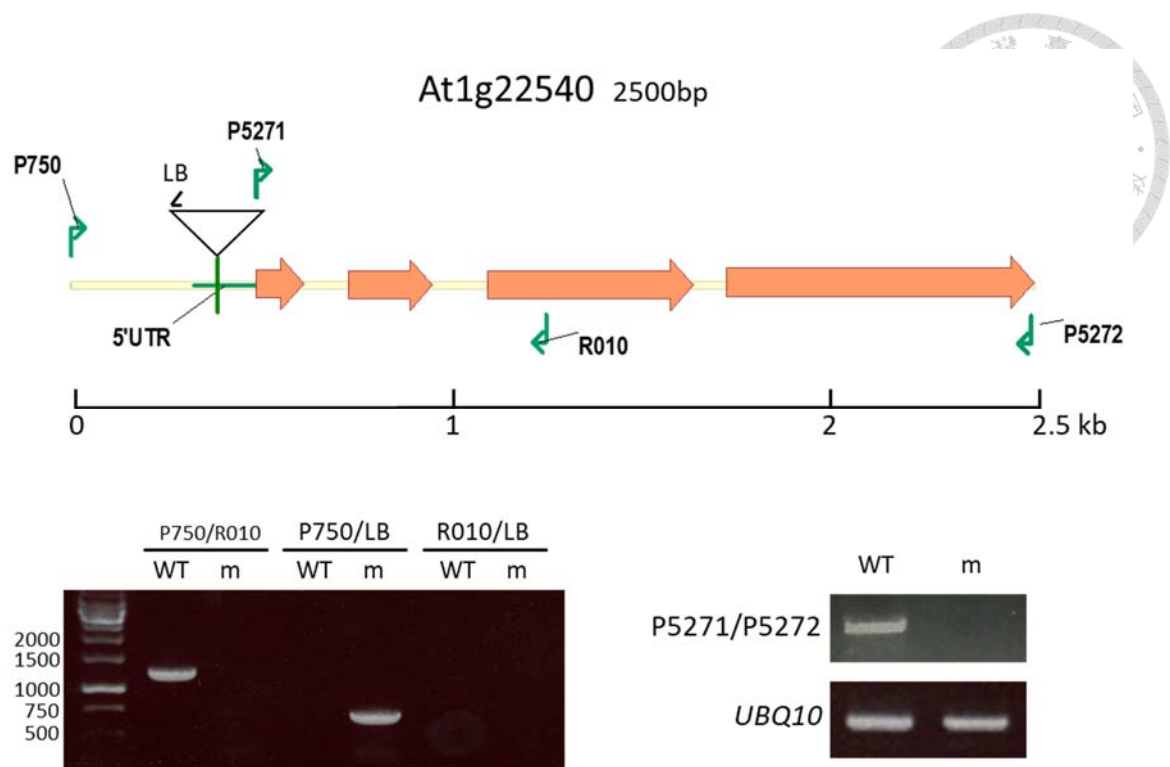 At1g22540 2500bp
P5271
P750
LB
5'UTR
R010
P5272
0 1 2 2.5 kb
P750/R010 P750/LB R010/LB
WT m WT m WT m
2000
1500
1000
750
500
WT m
P5271/P5272
UBQ10